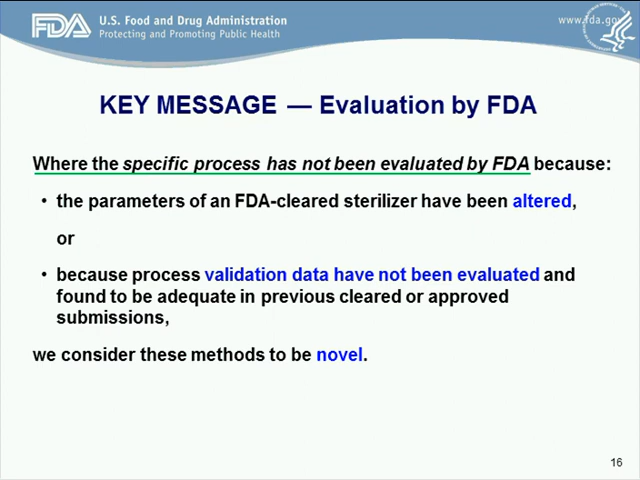 FDA U.S. Food and Drug Administration
Protecting and Promoting Public Health
www.fda.gov
KEY MESSAGE — Evaluation by FDA
Where the specific process has not been evaluated by FDA because:
• the parameters of an FDA-cleared sterilizer have been altered,
or
• because process validation data have not been evaluated and
found to be adequate in previous cleared or approved
submissions,
we consider these methods to be novel.
16